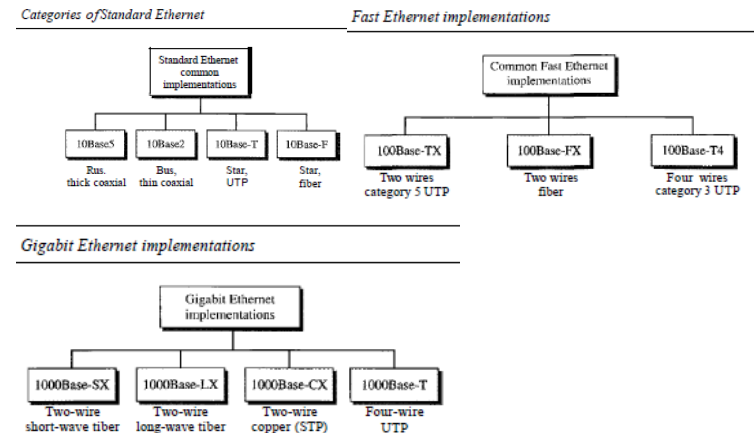 Categories ofStandard Ethernet
Standard Ethernet
common
implementations
10Base5
10Base2
10Base-T
10Base-F
Rus.
thick coaxial
Bus,
thin coaxial
Star,
UTP
Star,
fiber
Fast Ethernet implementations
Common Fast Ethernet
implementations
100Base-TX
100Base-FX
100Base-T4
Two wires
category 5 UTP
Two wires
fiber
Four wires
category 3 UTP
Gigabit Ethernet implementations
Gigabit Ethernet
implementations
1000Base-SX
1000Base-LX
1000Base-CX
1000Base-T
Two-wire
short-wave tiber
Two-wire
long-wave tiber
Two-wire
copper (STP)
Four-wire
UTP